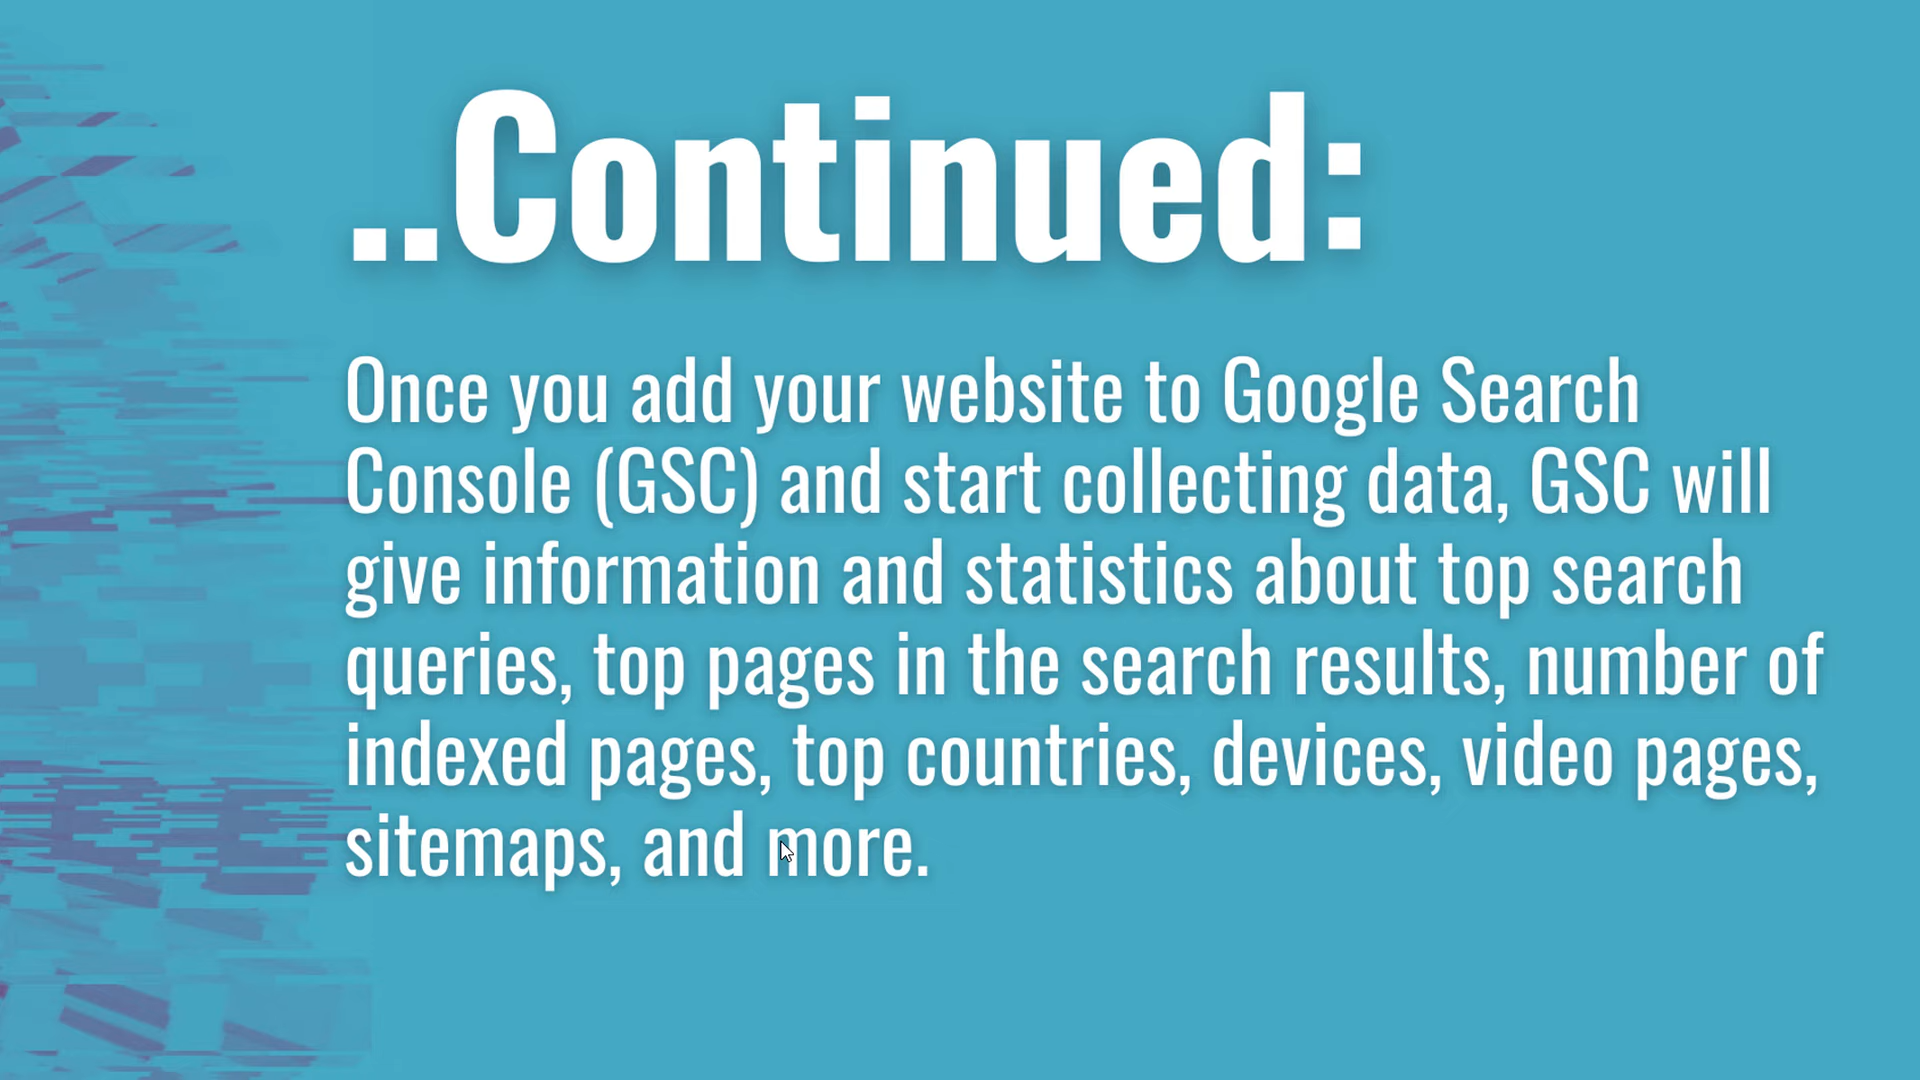 ..Continued:
Once you add your website to Google Search
Console (GSC) and start collecting data, GSC will
give information and statistics about top search
queries, top pages in the search results, number of
indexed pages, top countries, devices, video pages,
sitemaps, and more.